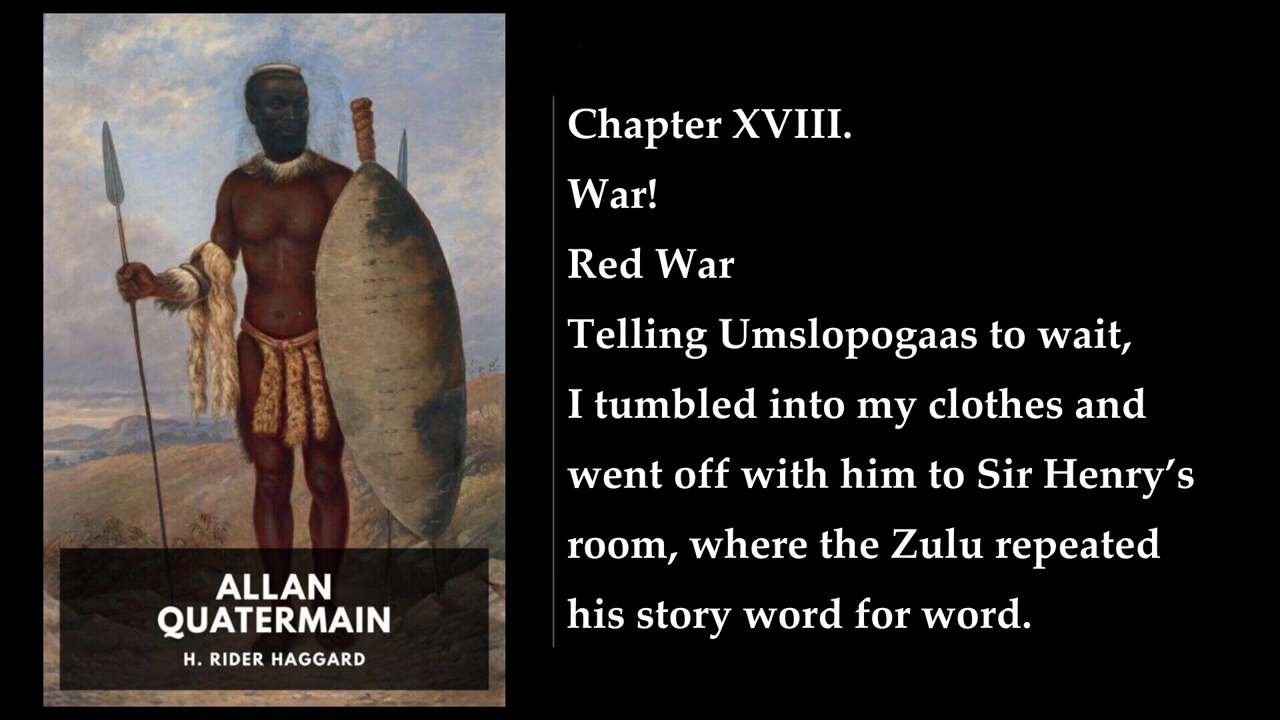 ALLAN
QUATERMAIN
H. RIDER HAGGARD
Chapter XVIII.
War!
Red War
Telling Umslopogaas to wait,
I tumbled into my clothes and
went off with him to Sir Henry’s
room, where the Zulu repeated
his story word for word.